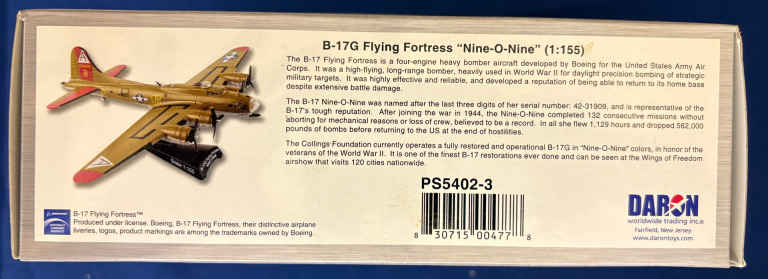 B-17G Flying Fortress "Nine-O-Nine" (1:155)
The B-17 Flying Fortress is a four-engine heavy bomber aircraft developed by Boeing for the United States Army Air
Corps. It was a high-flying, long-range bomber, heavily used in World War II for daylight precision bombing of strategic
military targets. It was highly effective and reliable, and developed a reputation of being able to return to its home base
despite extensive battle damage.
The B-17 Nine-O-Nine was named after the last three digits of her serial number: 42-31909, and is representative of the
B-17's tough reputation. After joining the war in 1944, the Nine-O-Nine completed 132 consecutive missions without
aborting for mechanical reasons or loss of crew, believed to be a record. In all she flew 1,129 hours and dropped 562,000
pounds of bombers before returning to the US at the end of hostilities.
The Collings Foundation currently operates a fully restored and operational B-17G in "Nine-O-Nine" colors, in honor of the
veterans of the World War II. It is one of the finest B-17 restorations ever done and can be seen at the Wings of Freedom
airshow that visits 120 cities nationwide.
PS5402-3
8 30715 00477 8
DARON
worldwide trading inc.®
Fairfield, New Jersey
www.darontoys.com
B-17 Flying Fortress™
Produced under license. Boeing, B-17 Flying Fortress, their distinctive airplane
liveries, logos, product markings are among the trademarks owned by Boeing.